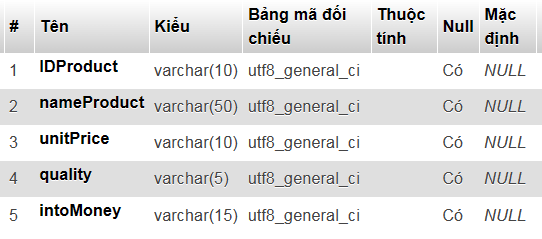 # Tên Kiểu Bảng mã đối chiếu Thuộc tính Null Mặc định
1 IDProduct varchar(10) utf8_general_ci Có NULL
2 nameProduct varchar(50) utf8_general_ci Có NULL
3 unitPrice varchar(10) utf8_general_ci Có NULL
4 quality varchar(5) utf8_general_ci Có NULL
5 intoMoney varchar(15) utf8_general_ci Có NULL